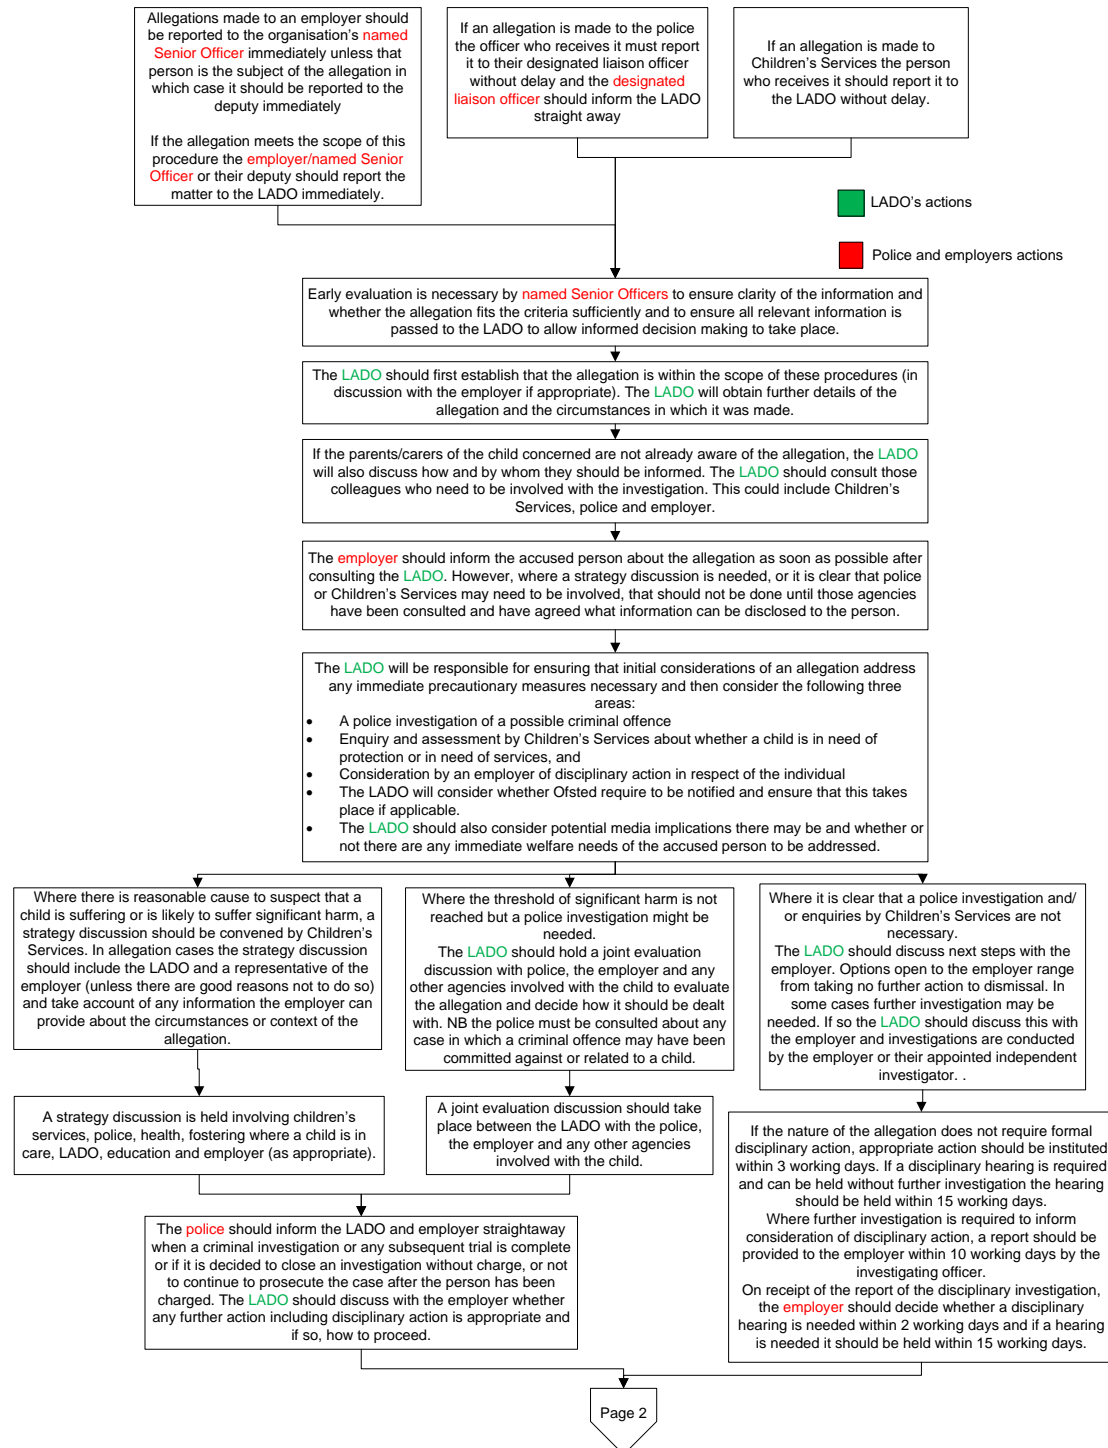 Allegations made to an employer should
be reported to the organisation's named
Senior Officer immediately unless that
person is the subject of the allegation in
which case it should be reported to the
deputy immediately
If the allegation meets the scope of this
procedure the employer/named Senior
Officer or their deputy should report the
matter to the LADO immediately.
If an allegation is made to the police
the officer who receives it must report
it to their designated liaison officer
without delay and the designated
liaison officer should inform the LADO
straight away
If an allegation is made to
Children's Services the person
who receives it should report it to
the LADO without delay.
LADO's actions
Police and employers actions
Early evaluation is necessary by named Senior Officers to ensure clarity of the information and
whether the allegation fits the criteria sufficiently and to ensure all relevant information is
passed to the LADO to allow informed decision making to take place.
The LADO should first establish that the allegation is within the scope of these procedures (in
discussion with the employer if appropriate). The LADO will obtain further details of the
allegation and the circumstances in which it was made.
If the parents/carers of the child concerned are not already aware of the allegation, the LADO
will also discuss how and by whom they should be informed. The LADO should consult those
colleagues who need to be involved with the investigation. This could include Children's
Services, police and employer.
The employer should inform the accused person about the allegation as soon as possible after
consulting the LADO. However, where a strategy discussion is needed, or it is clear that police
or Children's Services may need to be involved, that should not be done until those agencies
have been consulted and have agreed what information can be disclosed to the person.
The LADO will be responsible for ensuring that initial considerations of an allegation address
any immediate precautionary measures necessary and then consider the following three
areas:
• A police investigation of a possible criminal offence
• Enquiry and assessment by Children's Services about whether a child is in need of
protection or in need of services, and
• Consideration by an employer of disciplinary action in respect of the individual
• The LADO will consider whether Ofsted require to be notified and ensure that this takes
place if applicable.
• The LADO should also consider potential media implications there may be and whether or
not there are any immediate welfare needs of the accused person to be addressed.
Where there is reasonable cause to suspect that a
child is suffering or is likely to suffer significant harm, a
strategy discussion should be convened by Children's
Services. In allegation cases the strategy discussion
should include the LADO and a representative of the
employer (unless there are good reasons not to do so)
and take account of any information the employer can
provide about the circumstances or context of the
allegation.
Where the threshold of significant harm is not
reached but a police investigation might be
needed.
The LADO should hold a joint evaluation
discussion with police, the employer and any
other agencies involved with the child to evaluate
the allegation and decide how it should be dealt
with. NB the police must be consulted about any
case in which a criminal offence may have been
committed against or related to a child.
Where it is clear that a police investigation and/
or enquiries by Children's Services are not
necessary.
The LADO should discuss next steps with the
employer. Options open to the employer range
from taking no further action to dismissal. In
some cases further investigation may be
needed. If so the LADO should discuss this with
the employer and investigations are conducted
by the employer or their appointed independent
investigator. .
A strategy discussion is held involving children's
services, police, health, fostering where a child is in
care, LADO, education and employer (as appropriate).
A joint evaluation discussion should take
place between the LADO with the police,
the employer and any other agencies
involved with the child.
If the nature of the allegation does not require formal
disciplinary action, appropriate action should be instituted
within 3 working days. If a disciplinary hearing is required
and can be held without further investigation the hearing
should be held within 15 working days.
Where further investigation is required to inform
consideration of disciplinary action, a report should be
provided to the employer within 10 working days by the
investigating officer.
On receipt of the report of the disciplinary investigation,
the employer should decide whether a disciplinary
hearing is needed within 2 working days and if a hearing
is needed it should be held within 15 working days.
The police should inform the LADO and employer straightaway
when a criminal investigation or any subsequent trial is complete
or if it is decided to close an investigation without charge, or not
to continue to prosecute the case after the person has been
charged. The LADO should discuss with the employer whether
any further action including disciplinary action is appropriate and
if so, how to proceed.
Page 2